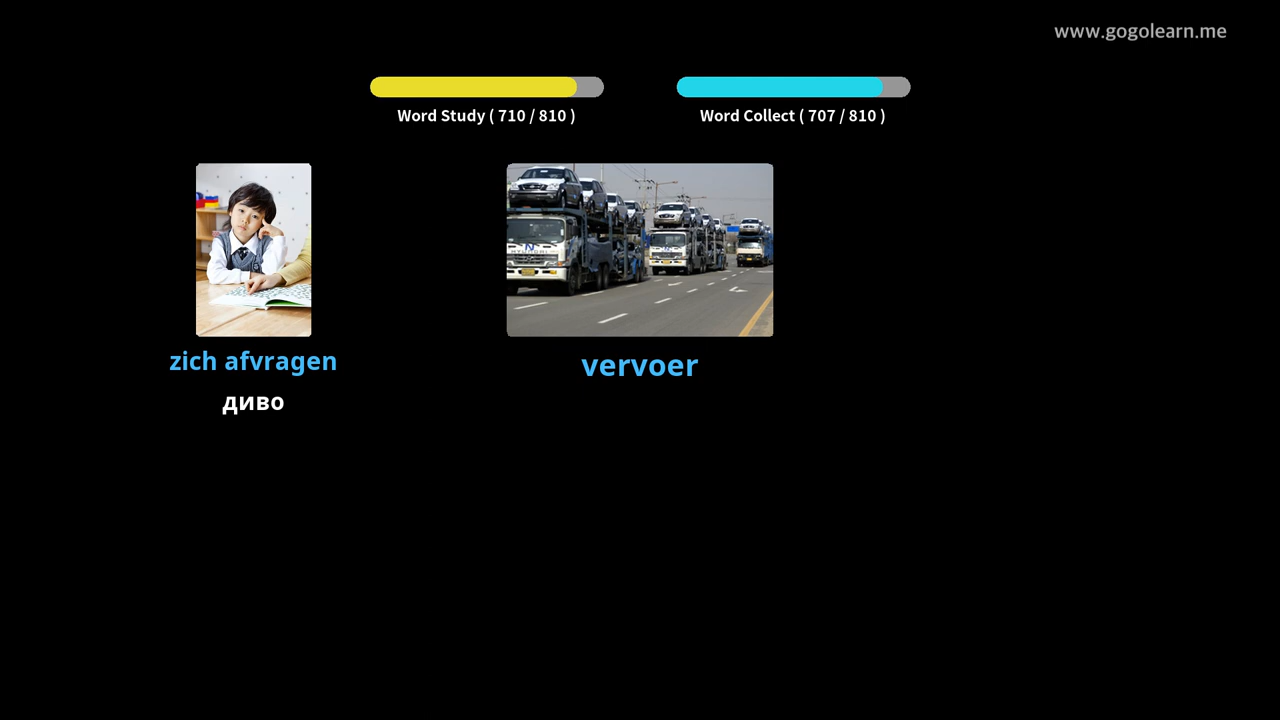 www.gogolearn.me
Word Study ( 710 / 810 )
Word Collect ( 707 / 810 )
zich afvragen
диво
vervoer